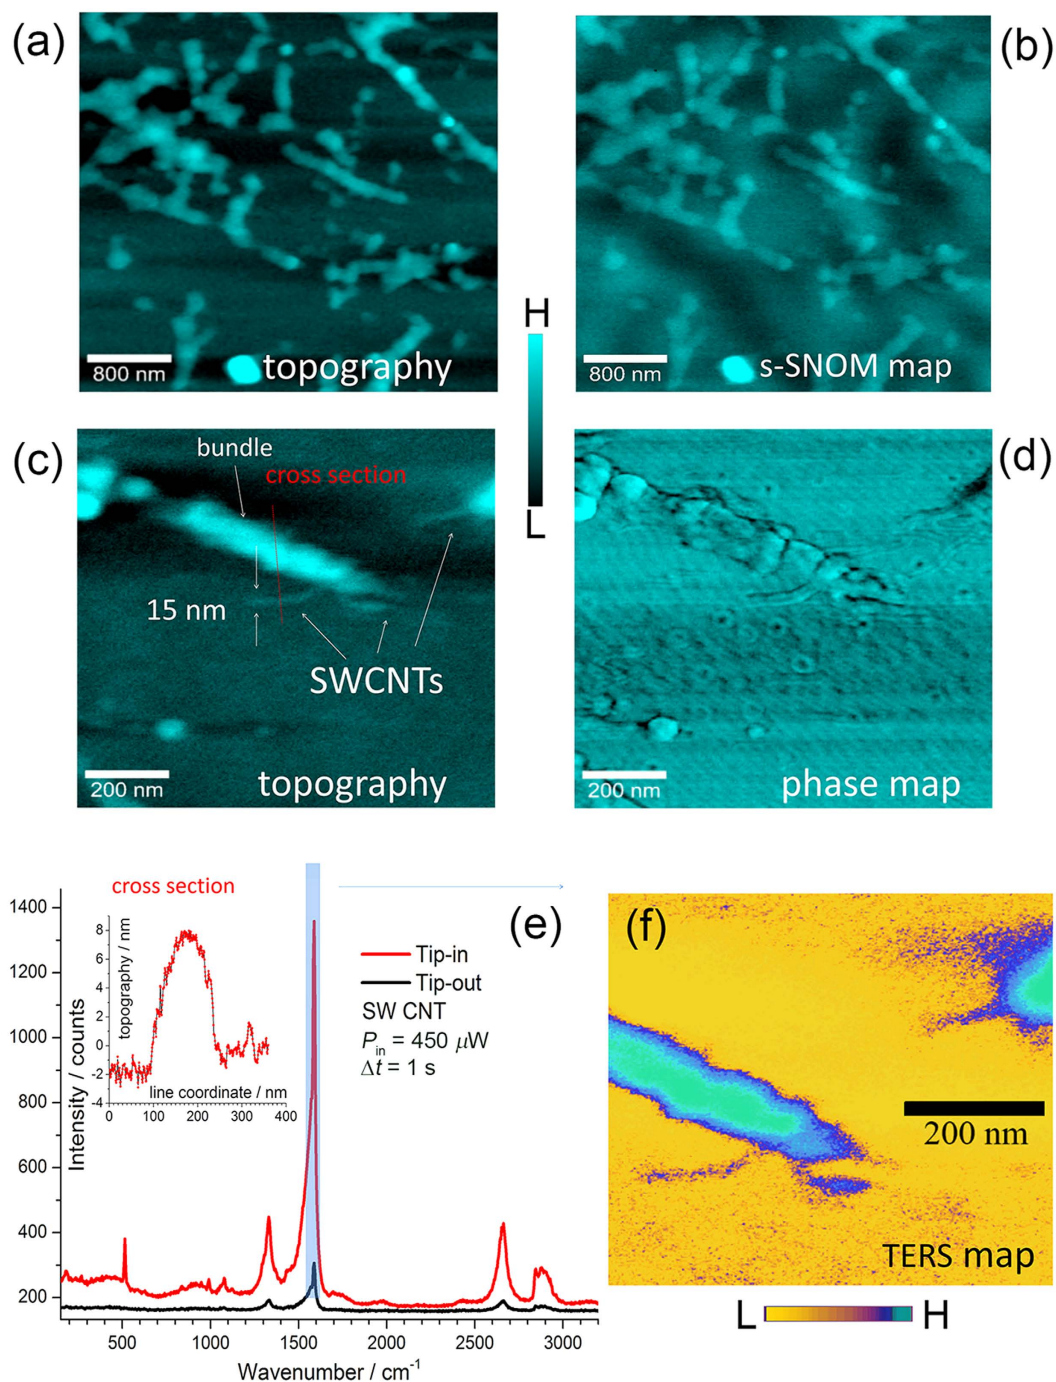 (a)
(b)
800 nm
topography
800 nm
s-SNOM map
H
L
(c)
bundle
cross section
15 nm
SWCNTs
200 nm
topography
(d)
200 nm
phase map
cross section
(e)
Tip-in
Tip-out
SW CNT
Pin = 450 μW
Δt = 1 s
topography / nm
8
6
4
2
0
-2
-4
0 100 200 300 400
line coordinate / nm
Intensity / counts
1400
1200
1000
800
600
400
200
500 1000 1500 2000 2500 3000
Wavenumber / cm-1
(f)
200 nm
TERS map
L H